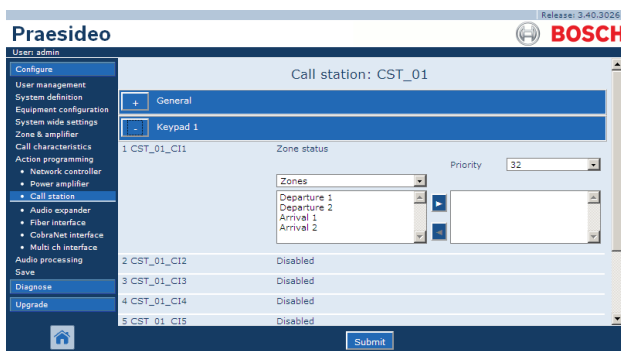 Release: 3.40.3026
Praesideo
BOSCH
User: admin
Configure
User management
System definition
Equipment configuration
System wide settings
Zone & amplifier
Call characteristics
Action programming
• Network controller
• Power amplifier
• Call station
• Audio expander
• Fiber interface
• CobraNet interface
• Multi ch interface
Audio processing
Save
Diagnose
Upgrade
Call station: CST_01
+ General
- Keypad 1
1 CST_01_CI1 Zone status
Priority 32
Zones
Departure 1
Departure 2
Arrival 1
Arrival 2
2 CST_01_CI2 Disabled
3 CST_01_CI3 Disabled
4 CST_01_CI4 Disabled
5 CST_01_CI5 Disabled
Submit